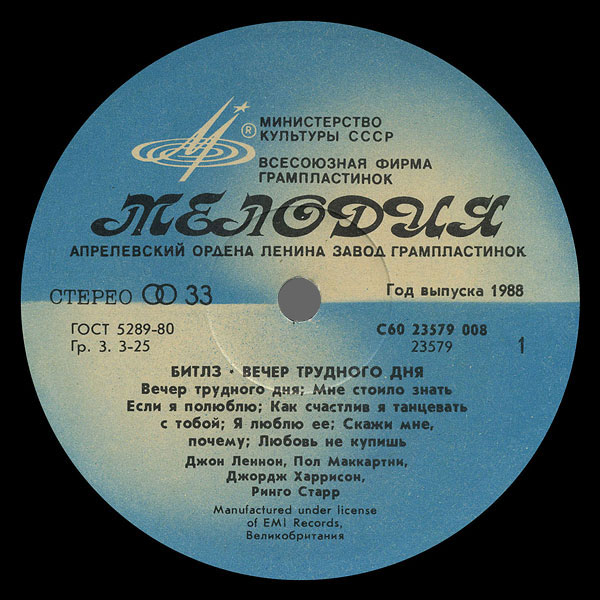 ®
МИНИСТЕРСТВО
КУЛЬТУРЫ СССР
ВСЕСОЮЗНАЯ ФИРМА
ГРАМПЛАСТИНОК
МЕЛОДИЯ
АПРЕЛЕВСКИЙ ОРДЕНА ЛЕНИНА ЗАВОД ГРАМПЛАСТИНОК
СТЕРЕО 33
Год выпуска 1988
ГОСТ 5289-80
Гр. 3. 3-25
С60 23579 008
23579
1
БИТЛЗ · ВЕЧЕР ТРУДНОГО ДНЯ
Вечер трудного дня; Мне стоило знать
Если я полюблю; Как счастлив я танцевать
с тобой; Я люблю ее; Скажи мне,
почему; Любовь не купишь
Джон Леннон, Пол Маккартни,
Джордж Харрисон,
Ринго Старр
Manufactured under license
of EMI Records,
Великобритания